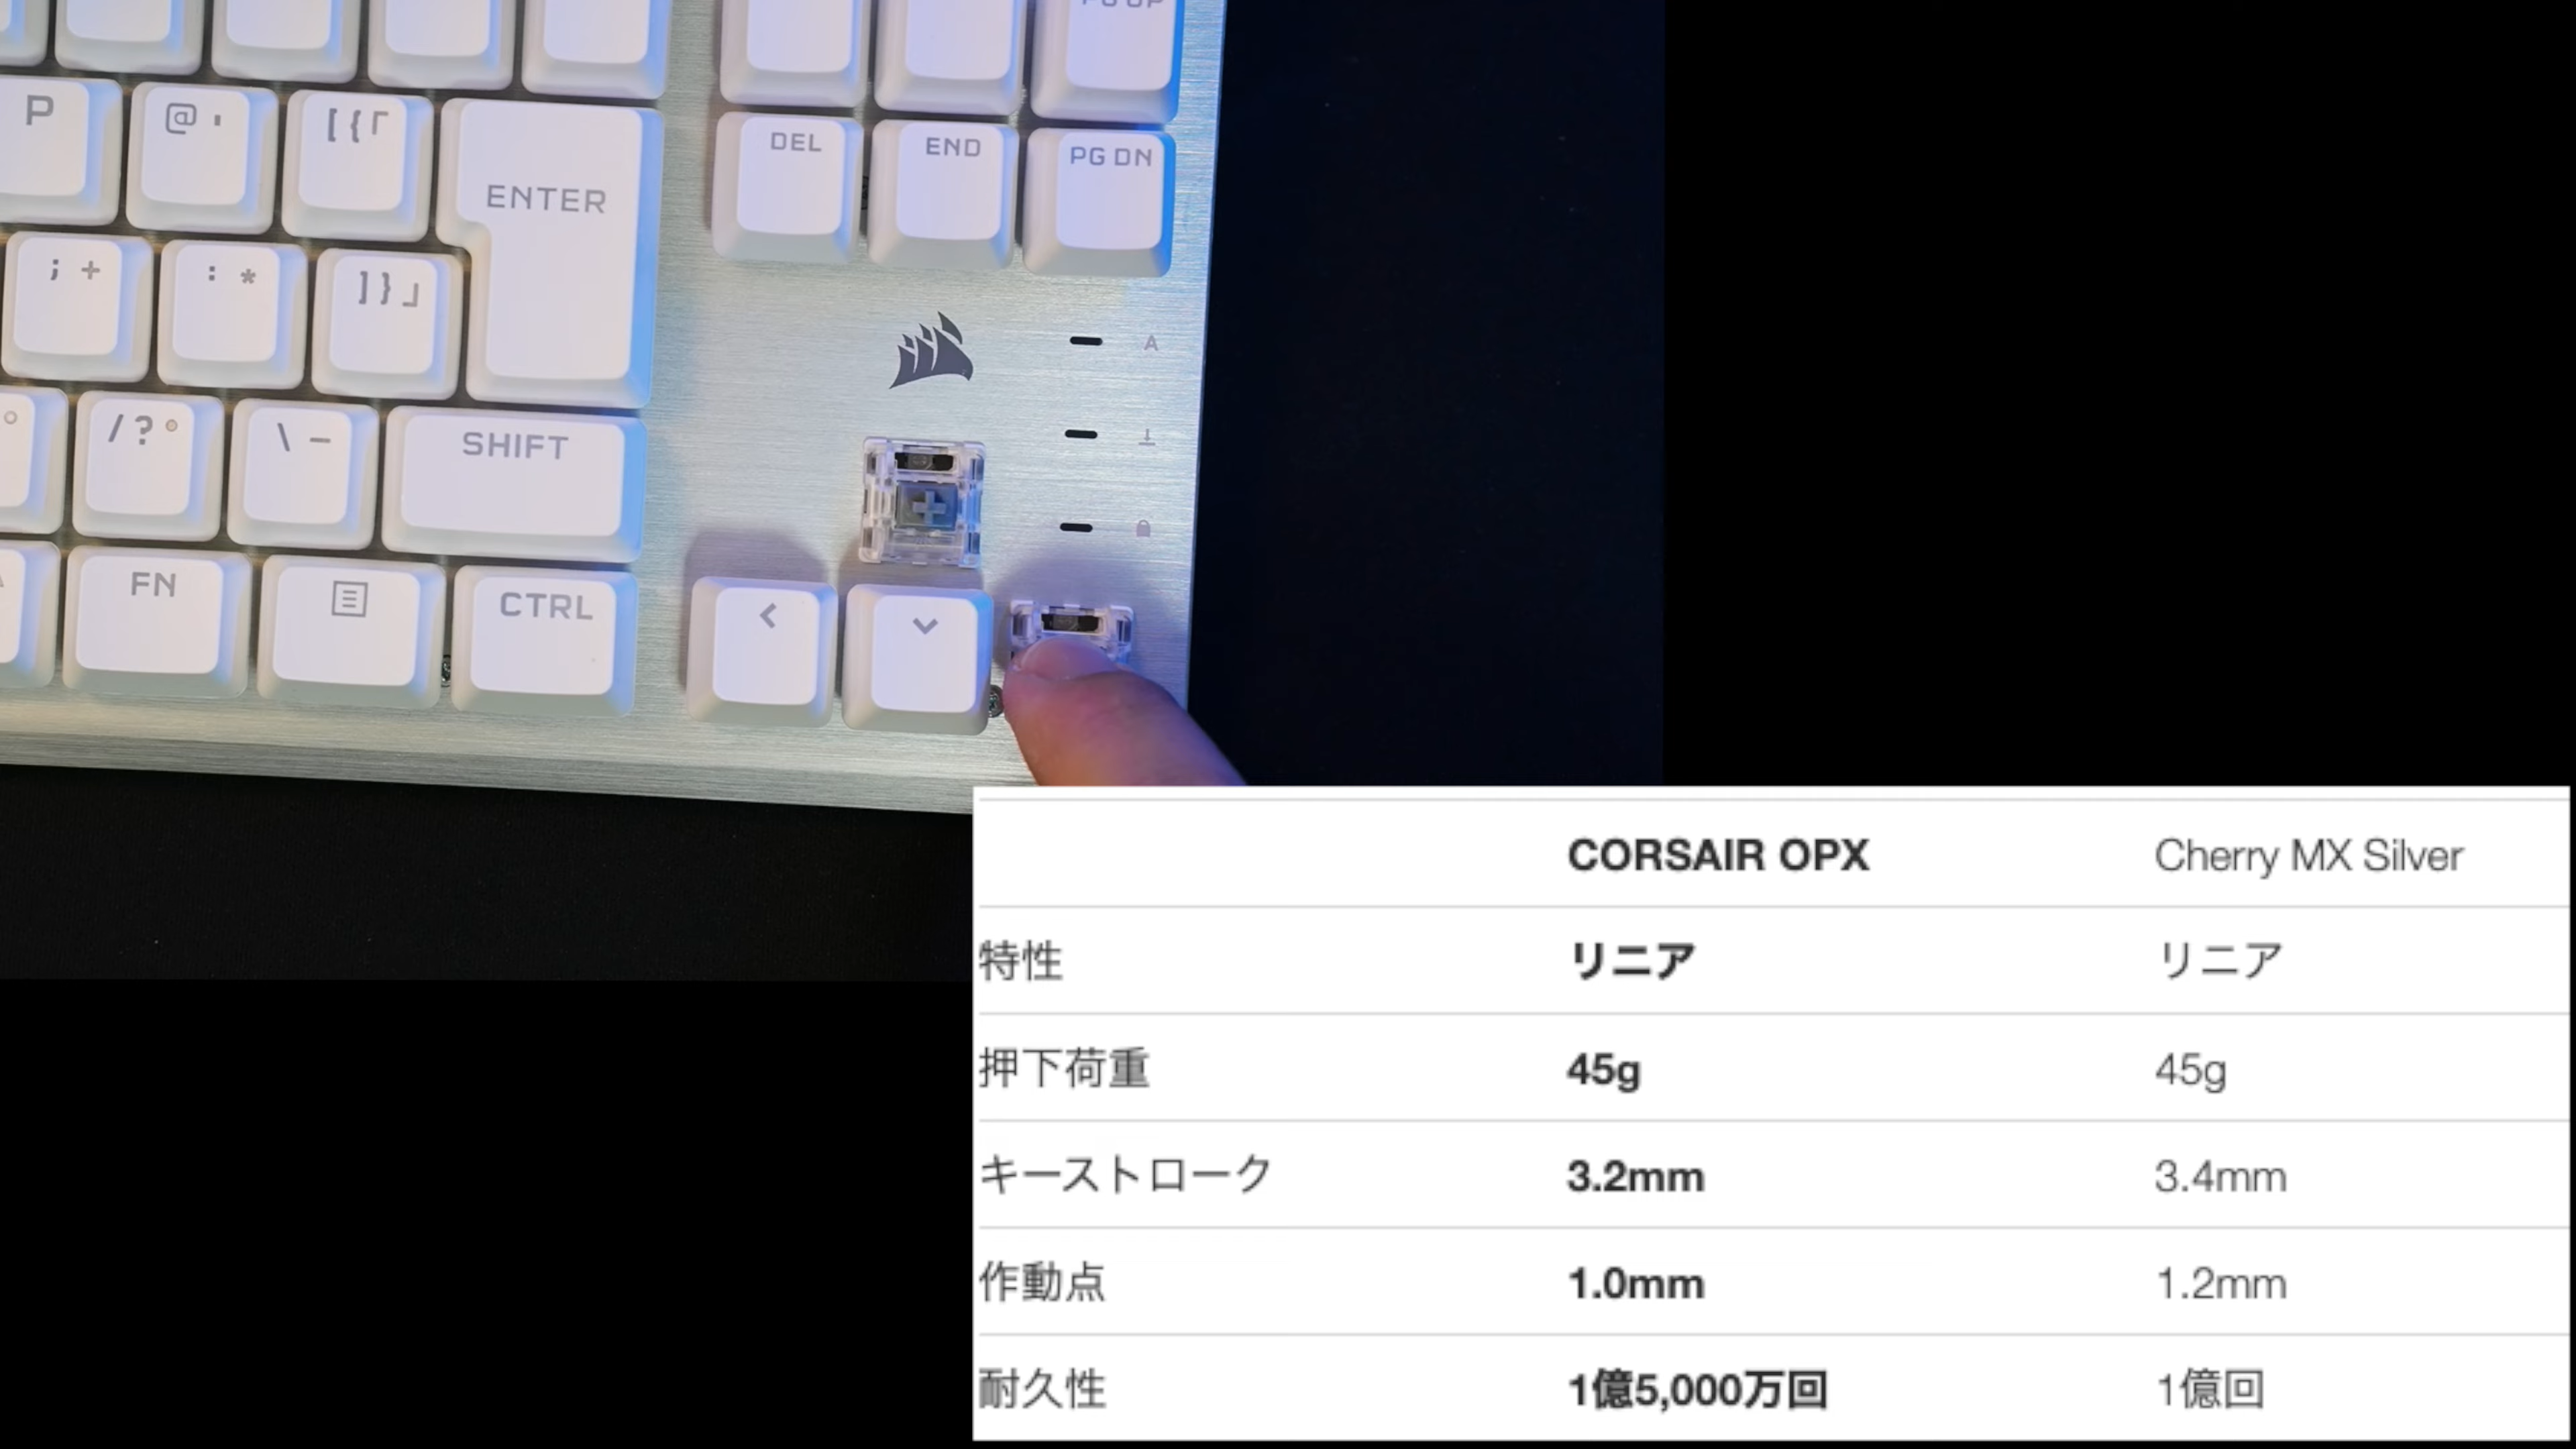 PG UP
P
@ '
[ { 「
ENTER
DEL
END
PG DN
; +
: *
] } 」
A
/ ? °
\ -
SHIFT
FN
CTRL
<
CORSAIR OPX
Cherry MX Silver
特性
リニア
リニア
押下荷重
45g
45g
キーストローク
3.2mm
3.4mm
作動点
1.0mm
1.2mm
耐久性
1億5,000万回
1億回